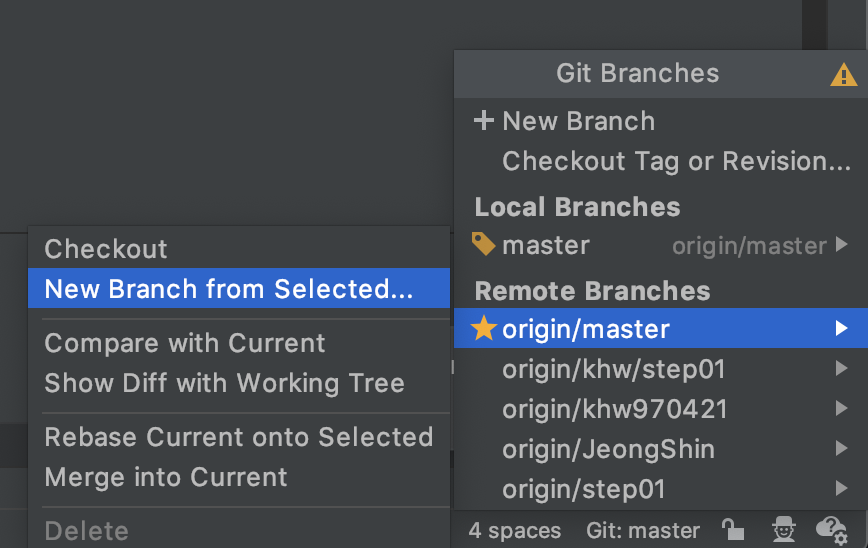 Git Branches
New Branch
Checkout Tag or Revision...
Local Branches
master origin/master
Remote Branches
origin/master
origin/khw/step01
origin/khw970421
origin/JeongShin
origin/step01
Checkout
New Branch from Selected...
Compare with Current
Show Diff with Working Tree
Rebase Current onto Selected
Merge into Current
Delete
4 spaces Git: master